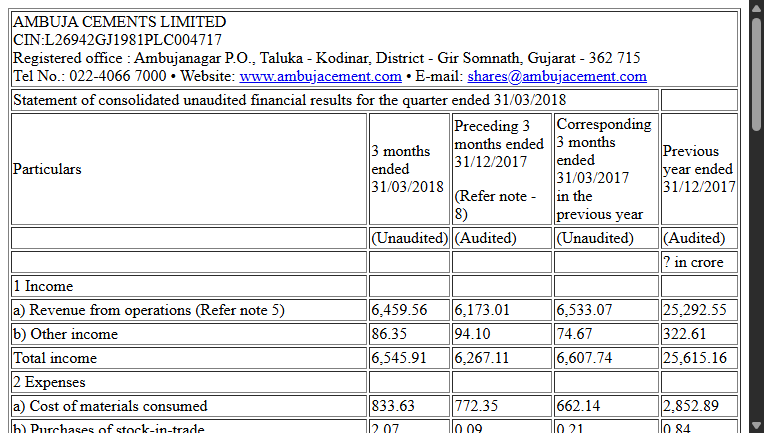 AMBUJA CEMENTS LIMITED
CIN:L26942GJ1981PLC004717
Registered office : Ambujanagar P.O., Taluka - Kodinar, District - Gir Somnath, Gujarat - 362 715
Tel No.: 022-4066 7000 • Website: www.ambujacement.com • E-mail: shares@ambujacement.com
Statement of consolidated unaudited financial results for the quarter ended 31/03/2018
Particulars
3 months
ended
31/03/2018
Preceding 3
months ended
31/12/2017
(Refer note -
8)
Corresponding
3 months
ended
31/03/2017
in the
previous year
Previous
year ended
31/12/2017
(Unaudited) (Audited) (Unaudited) (Audited)
? in crore
1 Income
a) Revenue from operations (Refer note 5) 6,459.56 6,173.01 6,533.07 25,292.55
b) Other income 86.35 94.10 74.67 322.61
Total income 6,545.91 6,267.11 6,607.74 25,615.16
2 Expenses
a) Cost of materials consumed 833.63 772.35 662.14 2,852.89
b) Purchases of stock-in-trade 2.07 0.09 0.21 0.84